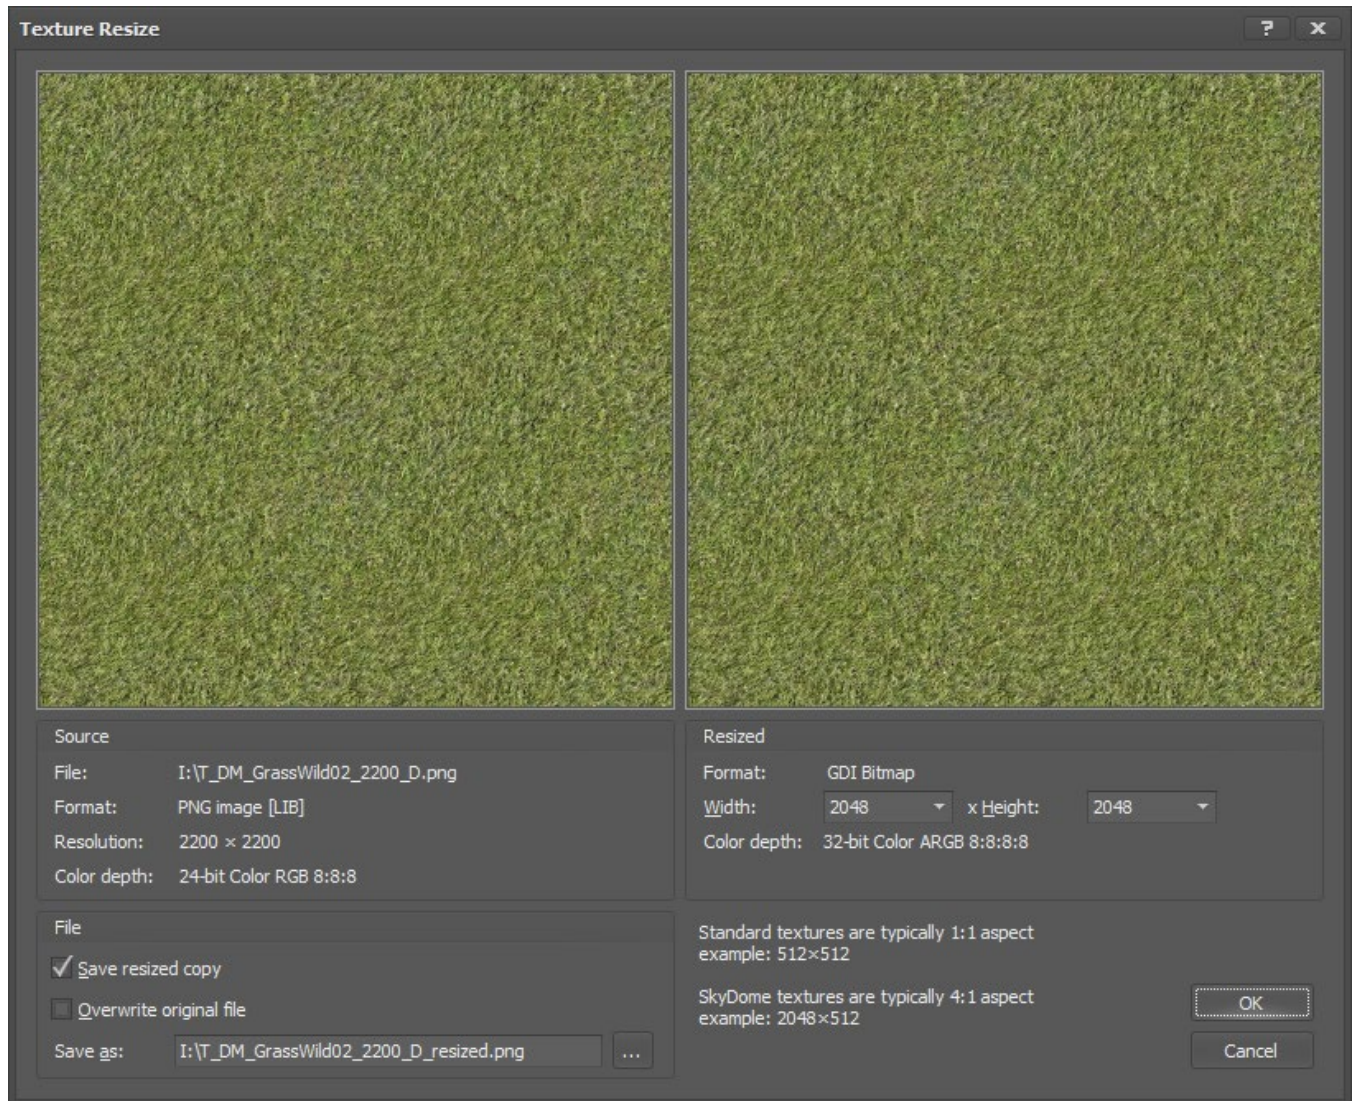 Texture Resize
?
x
Source
File: I:\T_DM_GrassWild02_2200_D.png
Format: PNG image [LIB]
Resolution: 2200 × 2200
Color depth: 24-bit Color RGB 8:8:8
Resized
Format: GDI Bitmap
Width: 2048 x Height: 2048
Color depth: 32-bit Color ARGB 8:8:8:8
File
Save resized copy
Overwrite original file
Save as: I:\T_DM_GrassWild02_2200_D_resized.png ...
Standard textures are typically 1:1 aspect
example: 512×512
SkyDome textures are typically 4:1 aspect
example: 2048×512
OK
Cancel